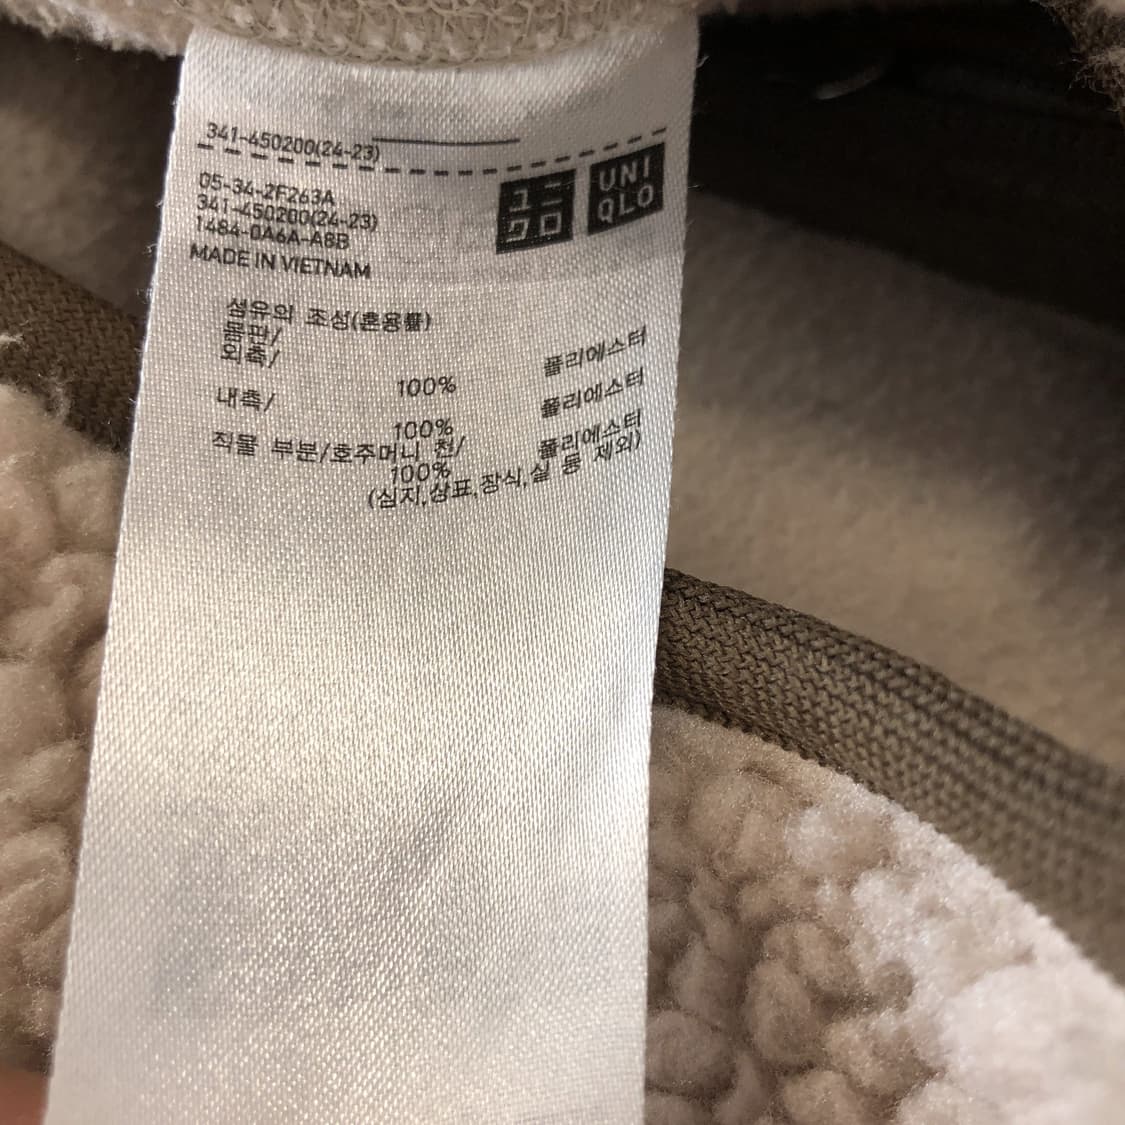 341-450200(24-23)
05-34-2F263A
341-450200(24-23)
1484-0A6A-A8B
MADE IN VIETNAM
ユニ
クロ
UNI
QLO
섬유의 조성(혼용률)
몸판/
외측/
100% 폴리에스터
내측/
100% 폴리에스터
직물 부분/호주머니 천/
100% 폴리에스터
(심지,상표,장식,실 등 제외)